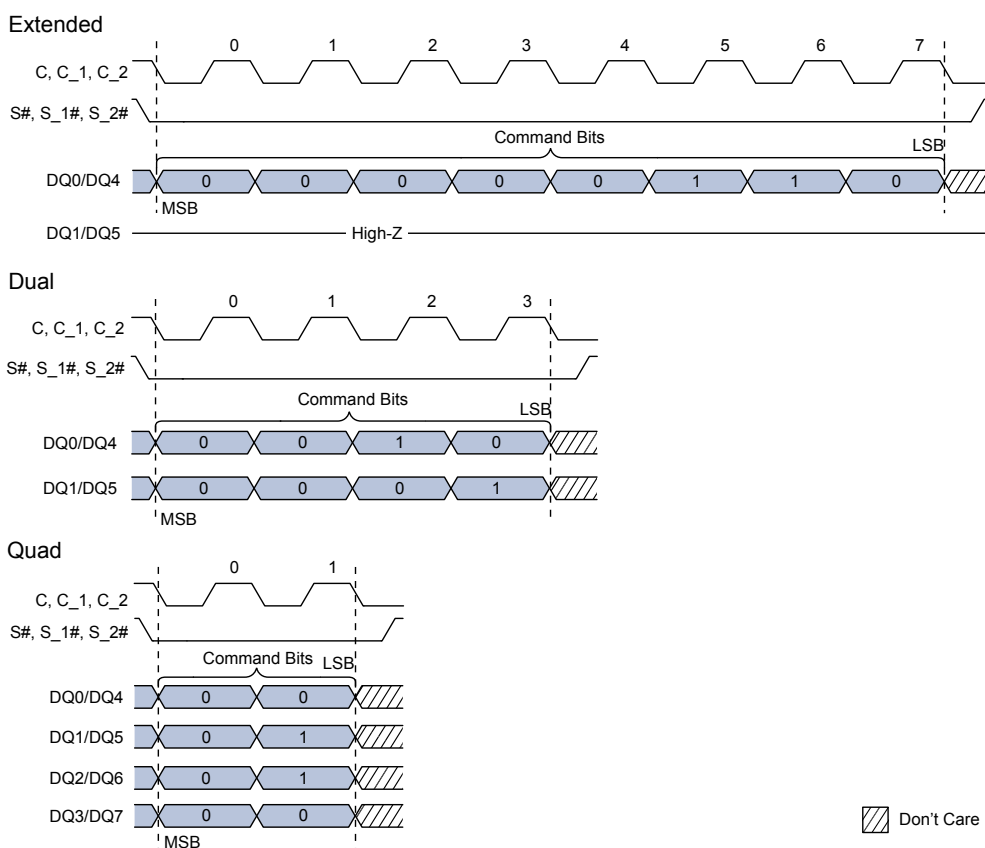 Extended
0 1 2 3 4 5 6 7
C, C_1, C_2
S#, S_1#, S_2#
Command Bits
LSB
DQ0/DQ4 0 0 0 0 0 1 1 0
MSB
DQ1/DQ5 High-Z
Dual
0 1 2 3
C, C_1, C_2
S#, S_1#, S_2#
Command Bits
LSB
DQ0/DQ4 0 0 1 0
DQ1/DQ5 0 0 0 1
MSB
Quad
0 1
C, C_1, C_2
S#, S_1#, S_2#
Command Bits LSB
DQ0/DQ4 0 0
DQ1/DQ5 0 1
DQ2/DQ6 0 1
DQ3/DQ7 0 0
MSB
Don't Care